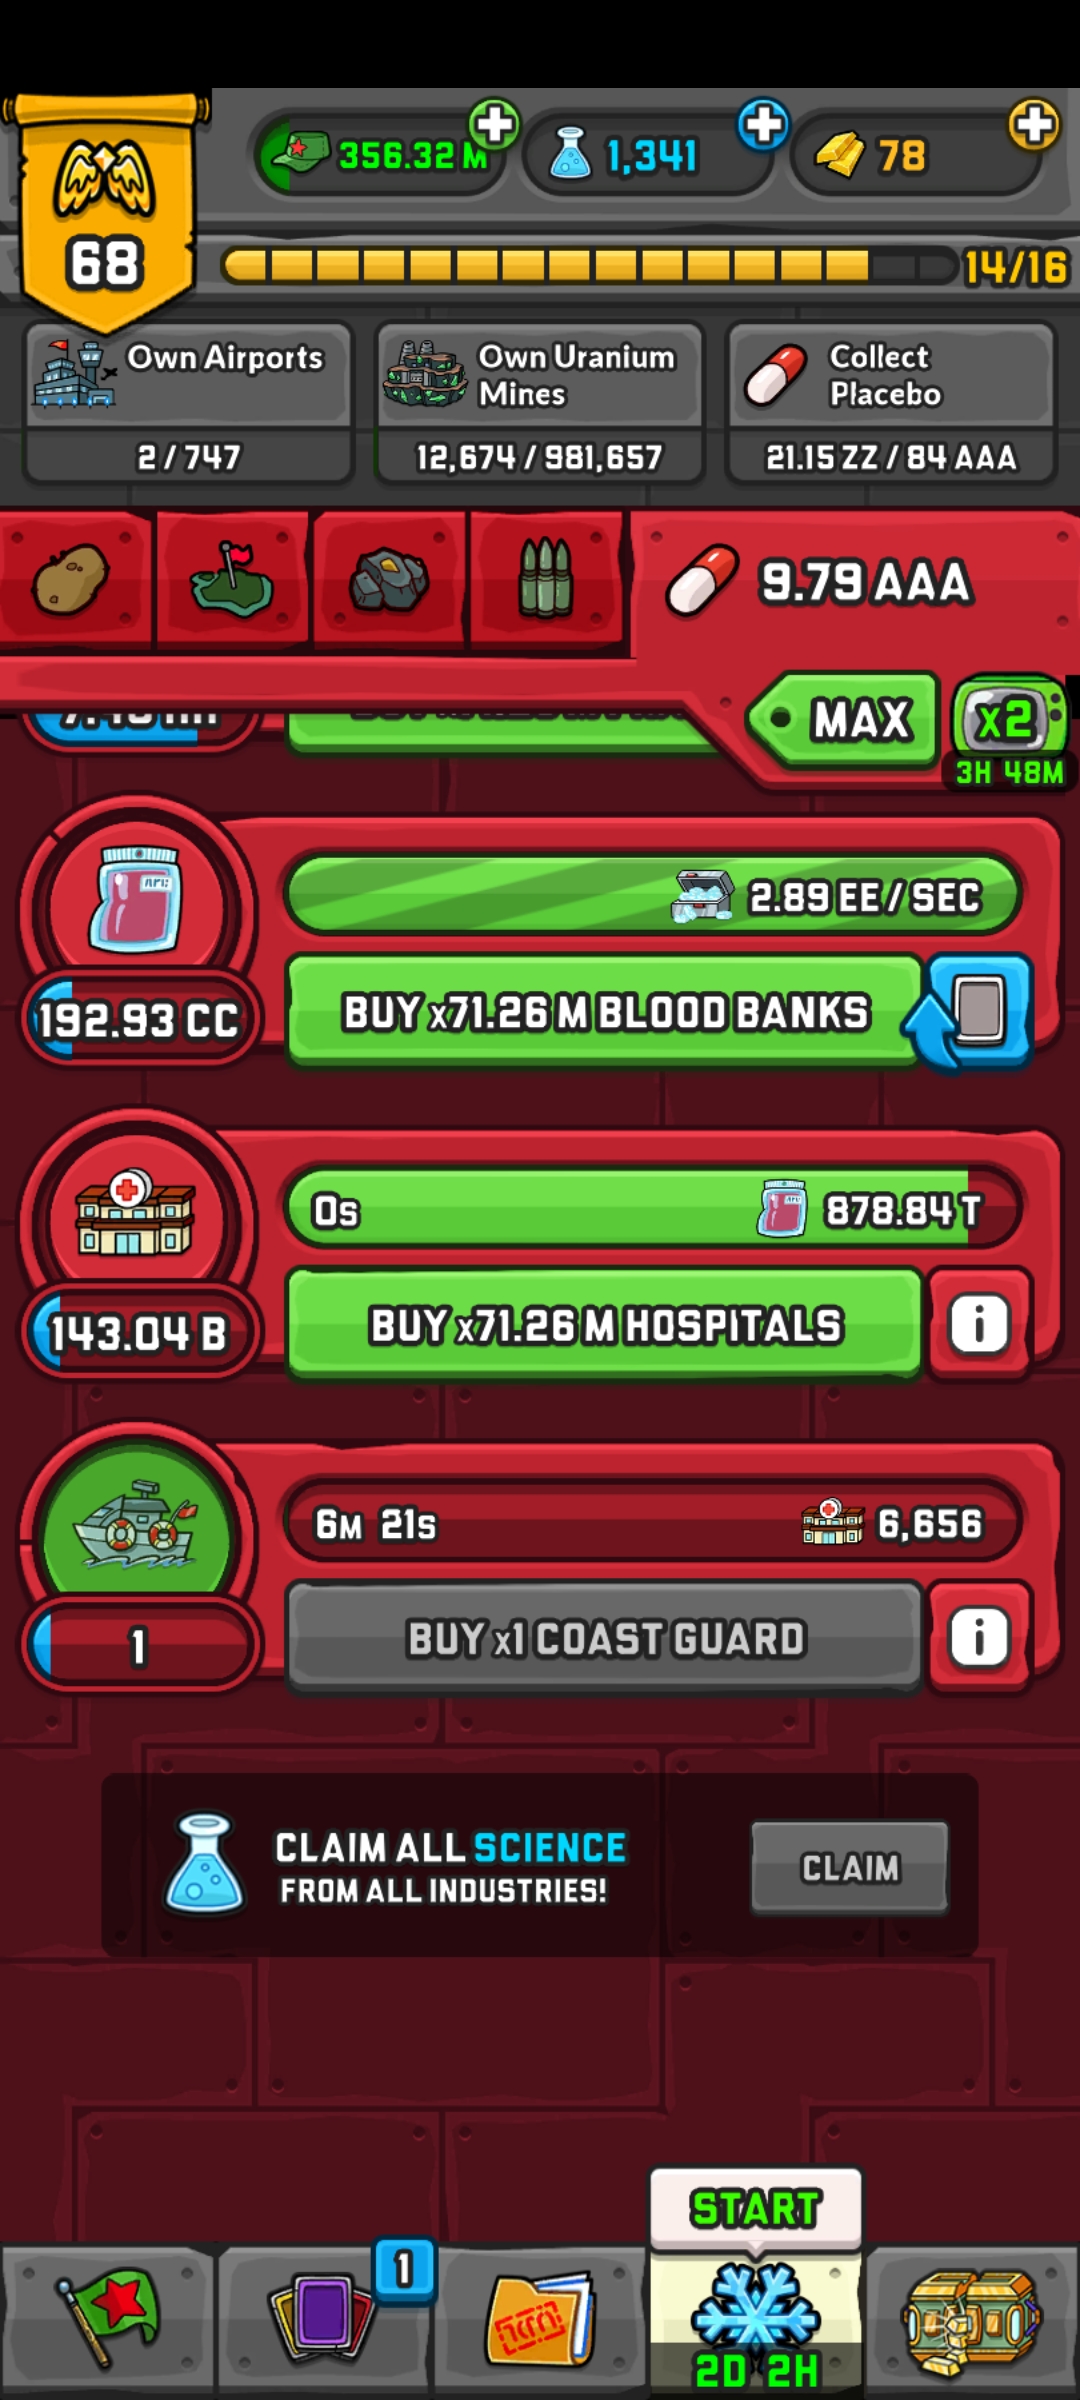 356.32 M
1,341
78
68
14/16
Own Airports
2 / 747
Own Uranium
Mines
12,674 / 981,657
Collect
Placebo
21.15 ZZ / 84 AAA
9.79 AAA
MAX
x2
3H 48M
2.89 EE / SEC
192.93 CC
BUY x71.26 M BLOOD BANKS
0s
878.84 T
143.04 B
BUY x71.26 M HOSPITALS
i
6M 21s
6,656
1
BUY x1 COAST GUARD
i
CLAIM ALL SCIENCE
FROM ALL INDUSTRIES!
CLAIM
START
1
2D 2H